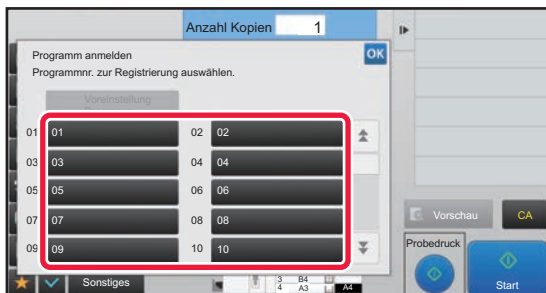 Anzahl Kopien 1
Programm anmelden
OK
Programmnr. zur Registrierung auswählen.
Voreinstellung
01 01 02 02
03 03 04 04
05 05 06 06
07 07 08 08
09 09 10 10
Vorschau CA
Probedruck
Start
Sonstiges
3 B4
4 A3 A4